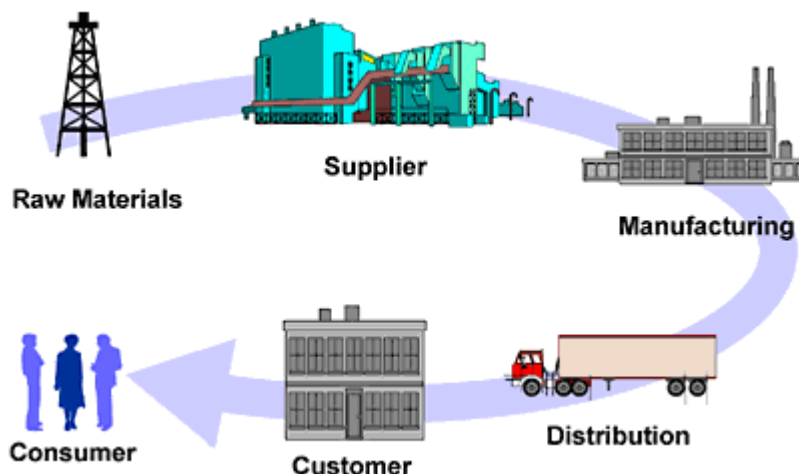 Raw Materials
Supplier
Manufacturing
Distribution
Customer
Consumer